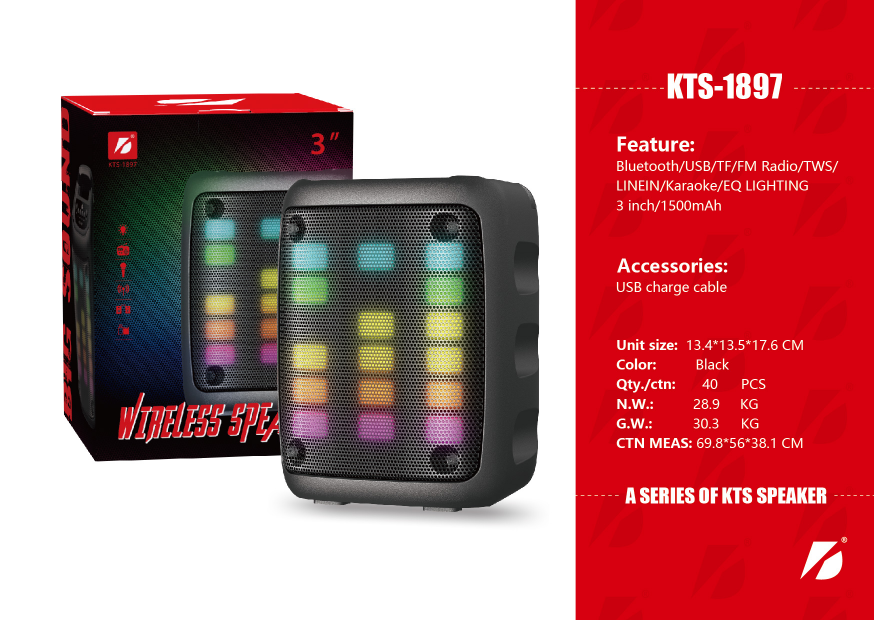 BIG SOUND
3"
KTS-1897
WIRELESS SPEA
KTS-1897
Feature:
Bluetooth/USB/TF/FM Radio/TWS/
LINEIN/Karaoke/EQ LIGHTING
3 inch/1500mAh
Accessories:
USB charge cable
Unit size: 13.4*13.5*17.6 CM
Color: Black
Qty./ctn: 40 PCS
N.W.: 28.9 KG
G.W.: 30.3 KG
CTN MEAS: 69.8*56*38.1 CM
A SERIES OF KTS SPEAKER
®